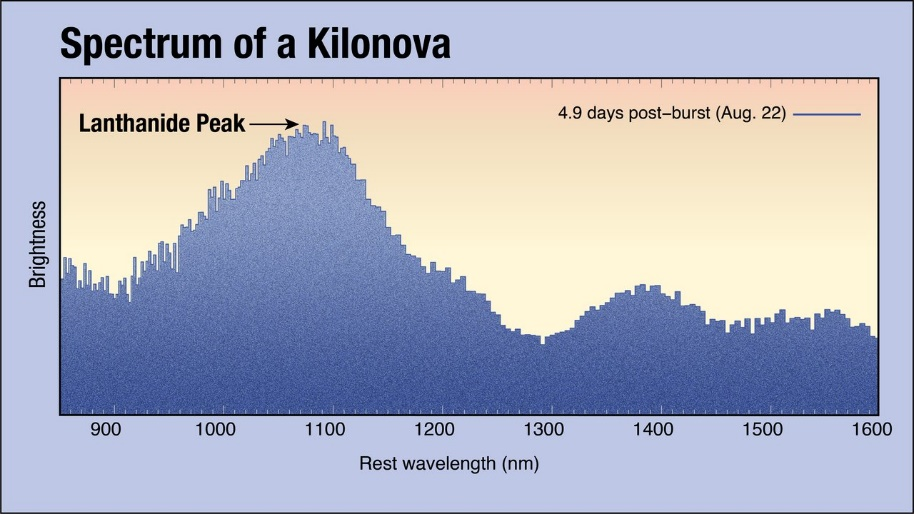 Spectrum of a Kilonova
Lanthanide Peak
4.9 days post–burst (Aug. 22)
Brightness
900 1000 1100 1200 1300 1400 1500 1600
Rest wavelength (nm)